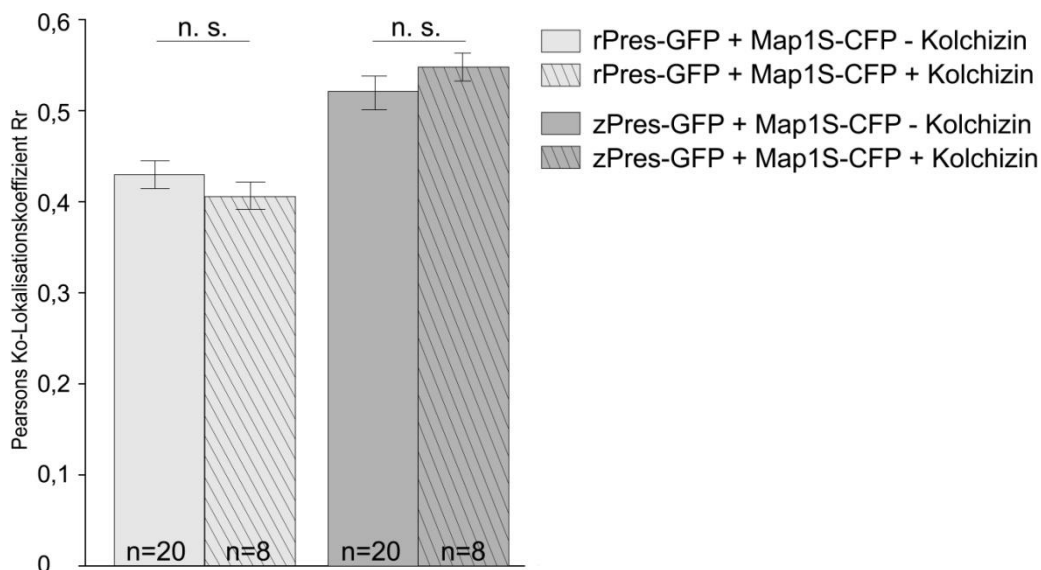 Pearsons Ko-Lokalisationskoeffizient Rr
0,6
0,5
0,4
0,3
0,2
0,1
0
n. s.
n. s.
n=20
n=8
n=20
n=8
rPres-GFP + Map1S-CFP - Kolchizin
rPres-GFP + Map1S-CFP + Kolchizin
zPres-GFP + Map1S-CFP - Kolchizin
zPres-GFP + Map1S-CFP + Kolchizin